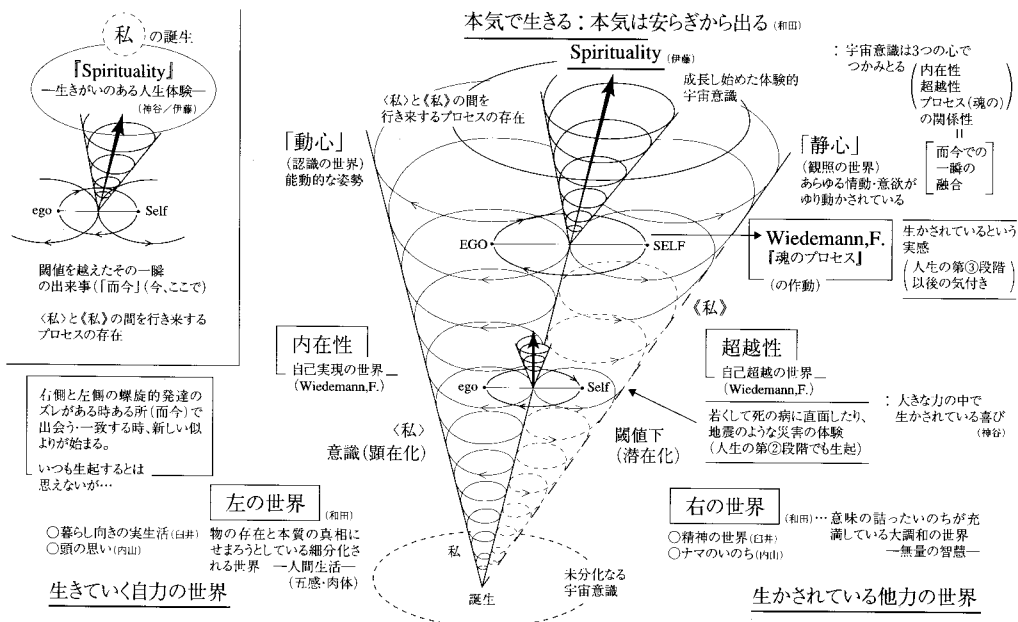 本気で生きる：本気は安らぎから出る(和田)
私の誕生
『Spirituality』
―生きがいのある人生体験―
(神谷／伊藤)
ego
Self
閾値を越えたその一瞬
の出来事(「而今」(今、ここで)
〈私〉と《私》の間を行き来する
プロセスの存在
Spirituality(伊藤)
成長し始めた体験的
宇宙意識
〈私〉と《私》の間を
行き来するプロセスの存在
：宇宙意識は3つの心で
つかみとる
(内在性
超越性
プロセス(魂の))
の関係性
॥
[而今での
一瞬の
融合]
「動心」
(認識の世界)
能動的な姿勢
「静心」
(観照の世界)
あらゆる情動・意欲が
ゆり動かされている
EGO
SELF
Wiedemann,F.
『魂のプロセス』
(の作動)
生かされているという
実感
(人生の第③段階
以後の気付き)
《私》
内在性
自己実現の世界
(Wiedemann,F.)
超越性
自己超越の世界
(Wiedemann,F.)
ego
Self
右側と左側の螺旋的発達の
ズレがある時ある所(而今)で
出会う・一致する時、新しい似
よりが始まる。
いつも生起するとは
思えないが…
〈私〉
意識(顕在化)
閾値下
(潜在化)
若くして死の病に直面したり、
地震のような災害の体験
(人生の第②段階でも生起)
：大きな力の中で
生かされている喜び
(神谷)
左の世界(和田)
物の存在と本質の真相に
せまろうとしている細分化さ
れる世界　―人間生活―
(五感・肉体)
○暮らし向きの実生活(臼井)
○頭の思い(内山)
生きていく自力の世界
私
誕生
未分化なる
宇宙意識
右の世界
(和田)…意味の詰ったいのちが充
満している大調和の世界
―無量の智慧―
○精神の世界(臼井)
○ナマのいのち(内山)
生かされている他力の世界